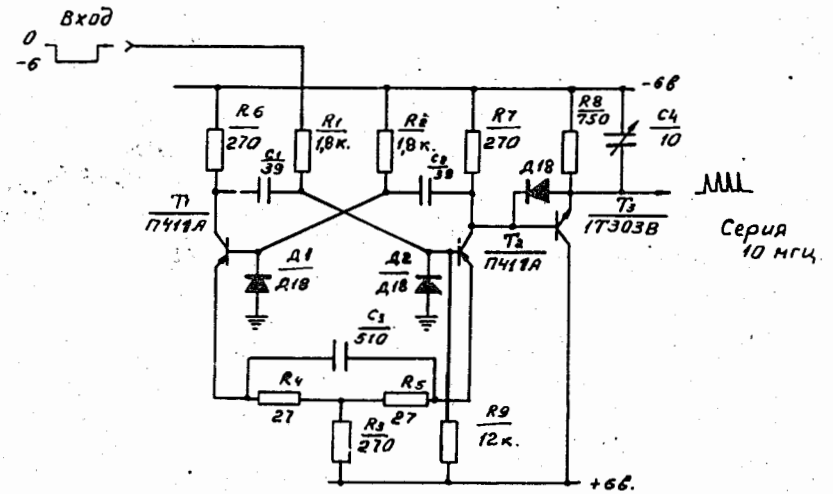 Вход
0
-6
-6в
R6
270
R1
1,8к.
R2
1,8к.
R7
270
R8
750
C4
10
C1
39
C2
39
Д18
T1
П411А
T2
П411А
T3
1Т303В
Серия
10 мгц.
Д1
Д18
Д2
Д18
C3
510
R4
27
R5
27
R3
270
R9
12к.
+6в.